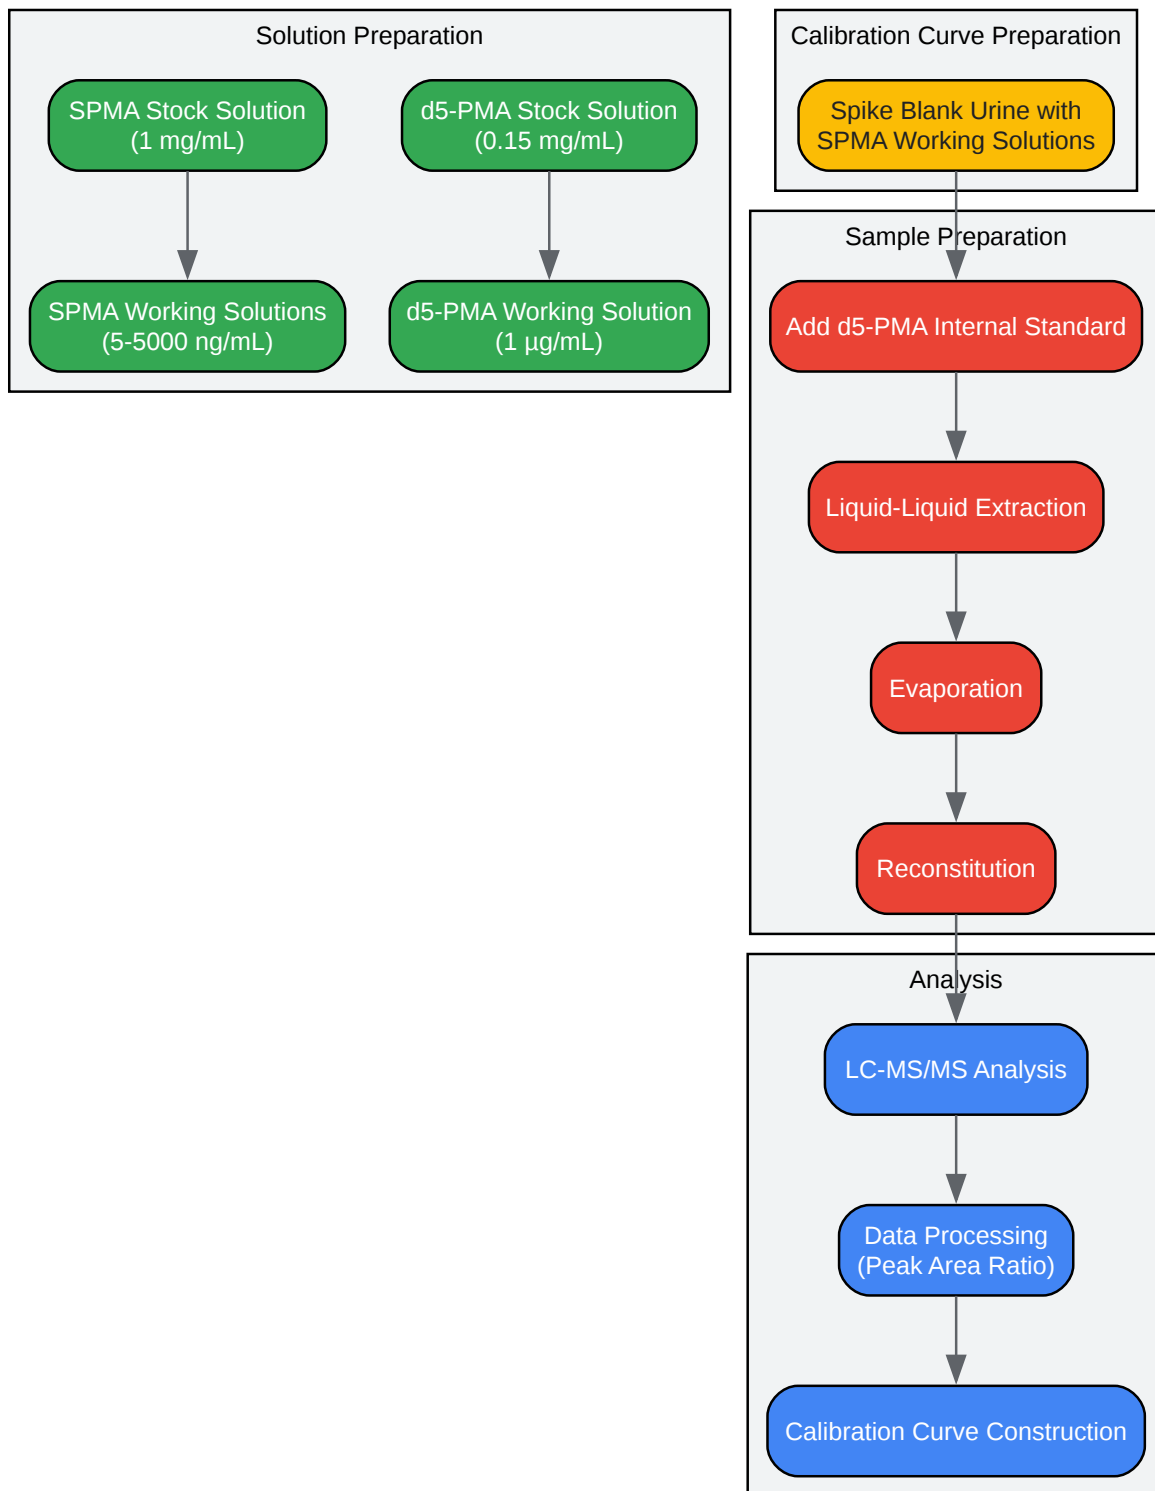 Solution Preparation
SPMA Stock Solution
(1 mg/mL)
d5-PMA Stock Solution
(0.15 mg/mL)
SPMA Working Solutions
(5-5000 ng/mL)
d5-PMA Working Solution
(1 µg/mL)
Calibration Curve Preparation
Spike Blank Urine with
SPMA Working Solutions
Sample Preparation
Add d5-PMA Internal Standard
Liquid-Liquid Extraction
Evaporation
Reconstitution
Analysis
LC-MS/MS Analysis
Data Processing
(Peak Area Ratio)
Calibration Curve Construction